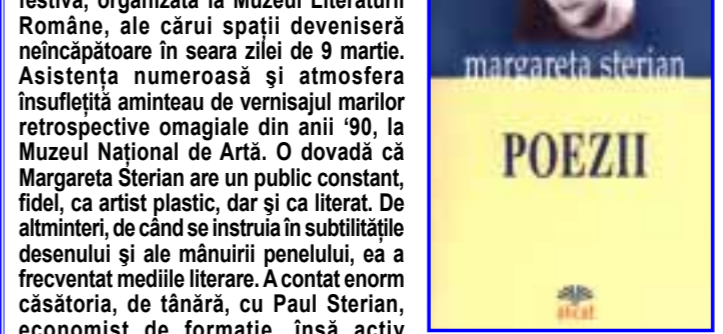 festivă, organizată la Muzeul Literaturii
Române, ale cărui spații deveniseră
neîncăpătoare în seara zilei de 9 martie.
Asistența numeroasă și atmosfera
însuflețită aminteau de vernisajul marilor
retrospective omagiale din anii ‘90, la
Muzeul Național de Artă. O dovadă că
Margareta Sterian are un public constant,
fidel, ca artist plastic, dar și ca literat. De
altminteri, de când se instruia în subtilitățile
desenului și ale mânuirii penelului, ea a
frecventat mediile literare. A contat enorm
căsătoria, de tânără, cu Paul Sterian,
economist de formație, însă activ
margareta sterian
POEZII